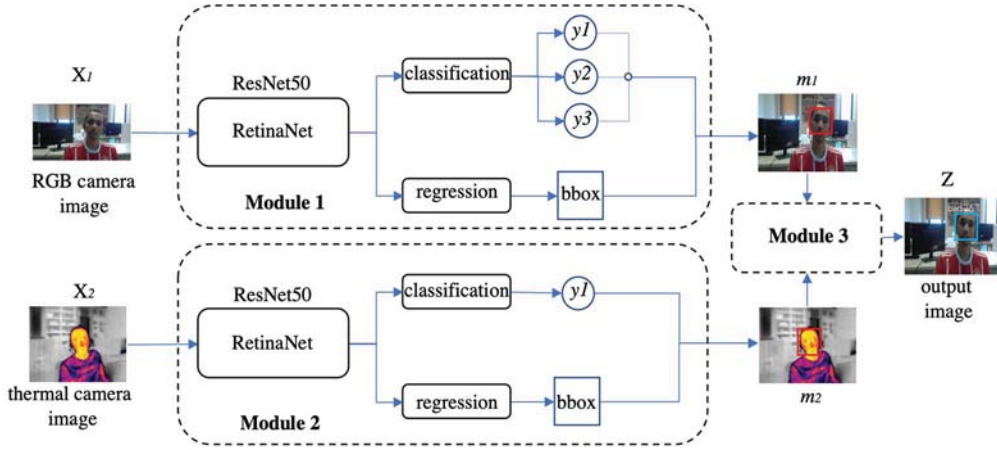 X1
RGB camera
image
ResNet50
RetinaNet
classification
y1
y2
y3
regression
bbox
Module 1
m1
X2
thermal camera
image
ResNet50
RetinaNet
classification
y1
regression
bbox
Module 2
m2
Module 3
Z
output
image